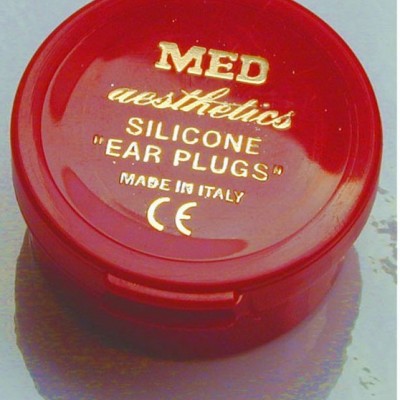 MED
aesthetics
SILICONE
"EAR PLUGS"
MADE IN ITALY
CE